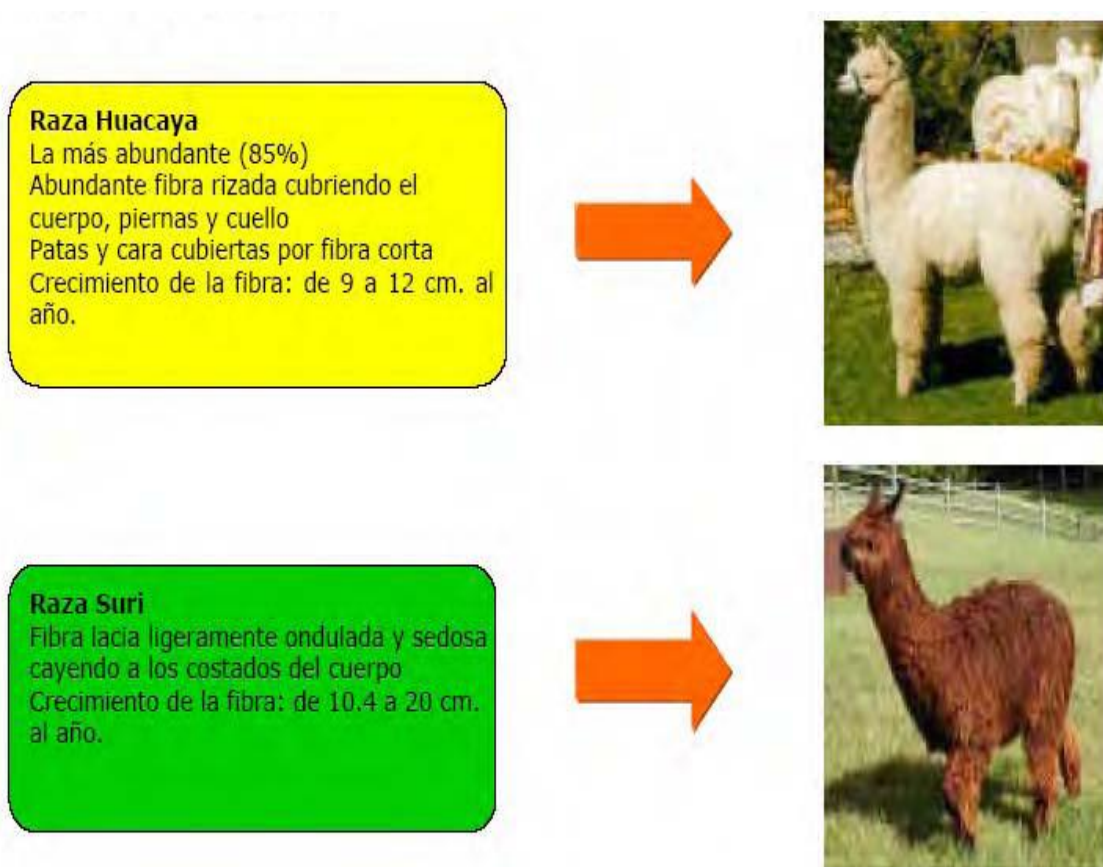 Raza Huacaya
La más abundante (85%)
Abundante fibra rizada cubriendo el
cuerpo, piernas y cuello
Patas y cara cubiertas por fibra corta
Crecimiento de la fibra: de 9 a 12 cm. al
año.
Raza Suri
Fibra lacia ligeramente ondulada y sedosa
cayendo a los costados del cuerpo
Crecimiento de la fibra: de 10.4 a 20 cm.
al año.